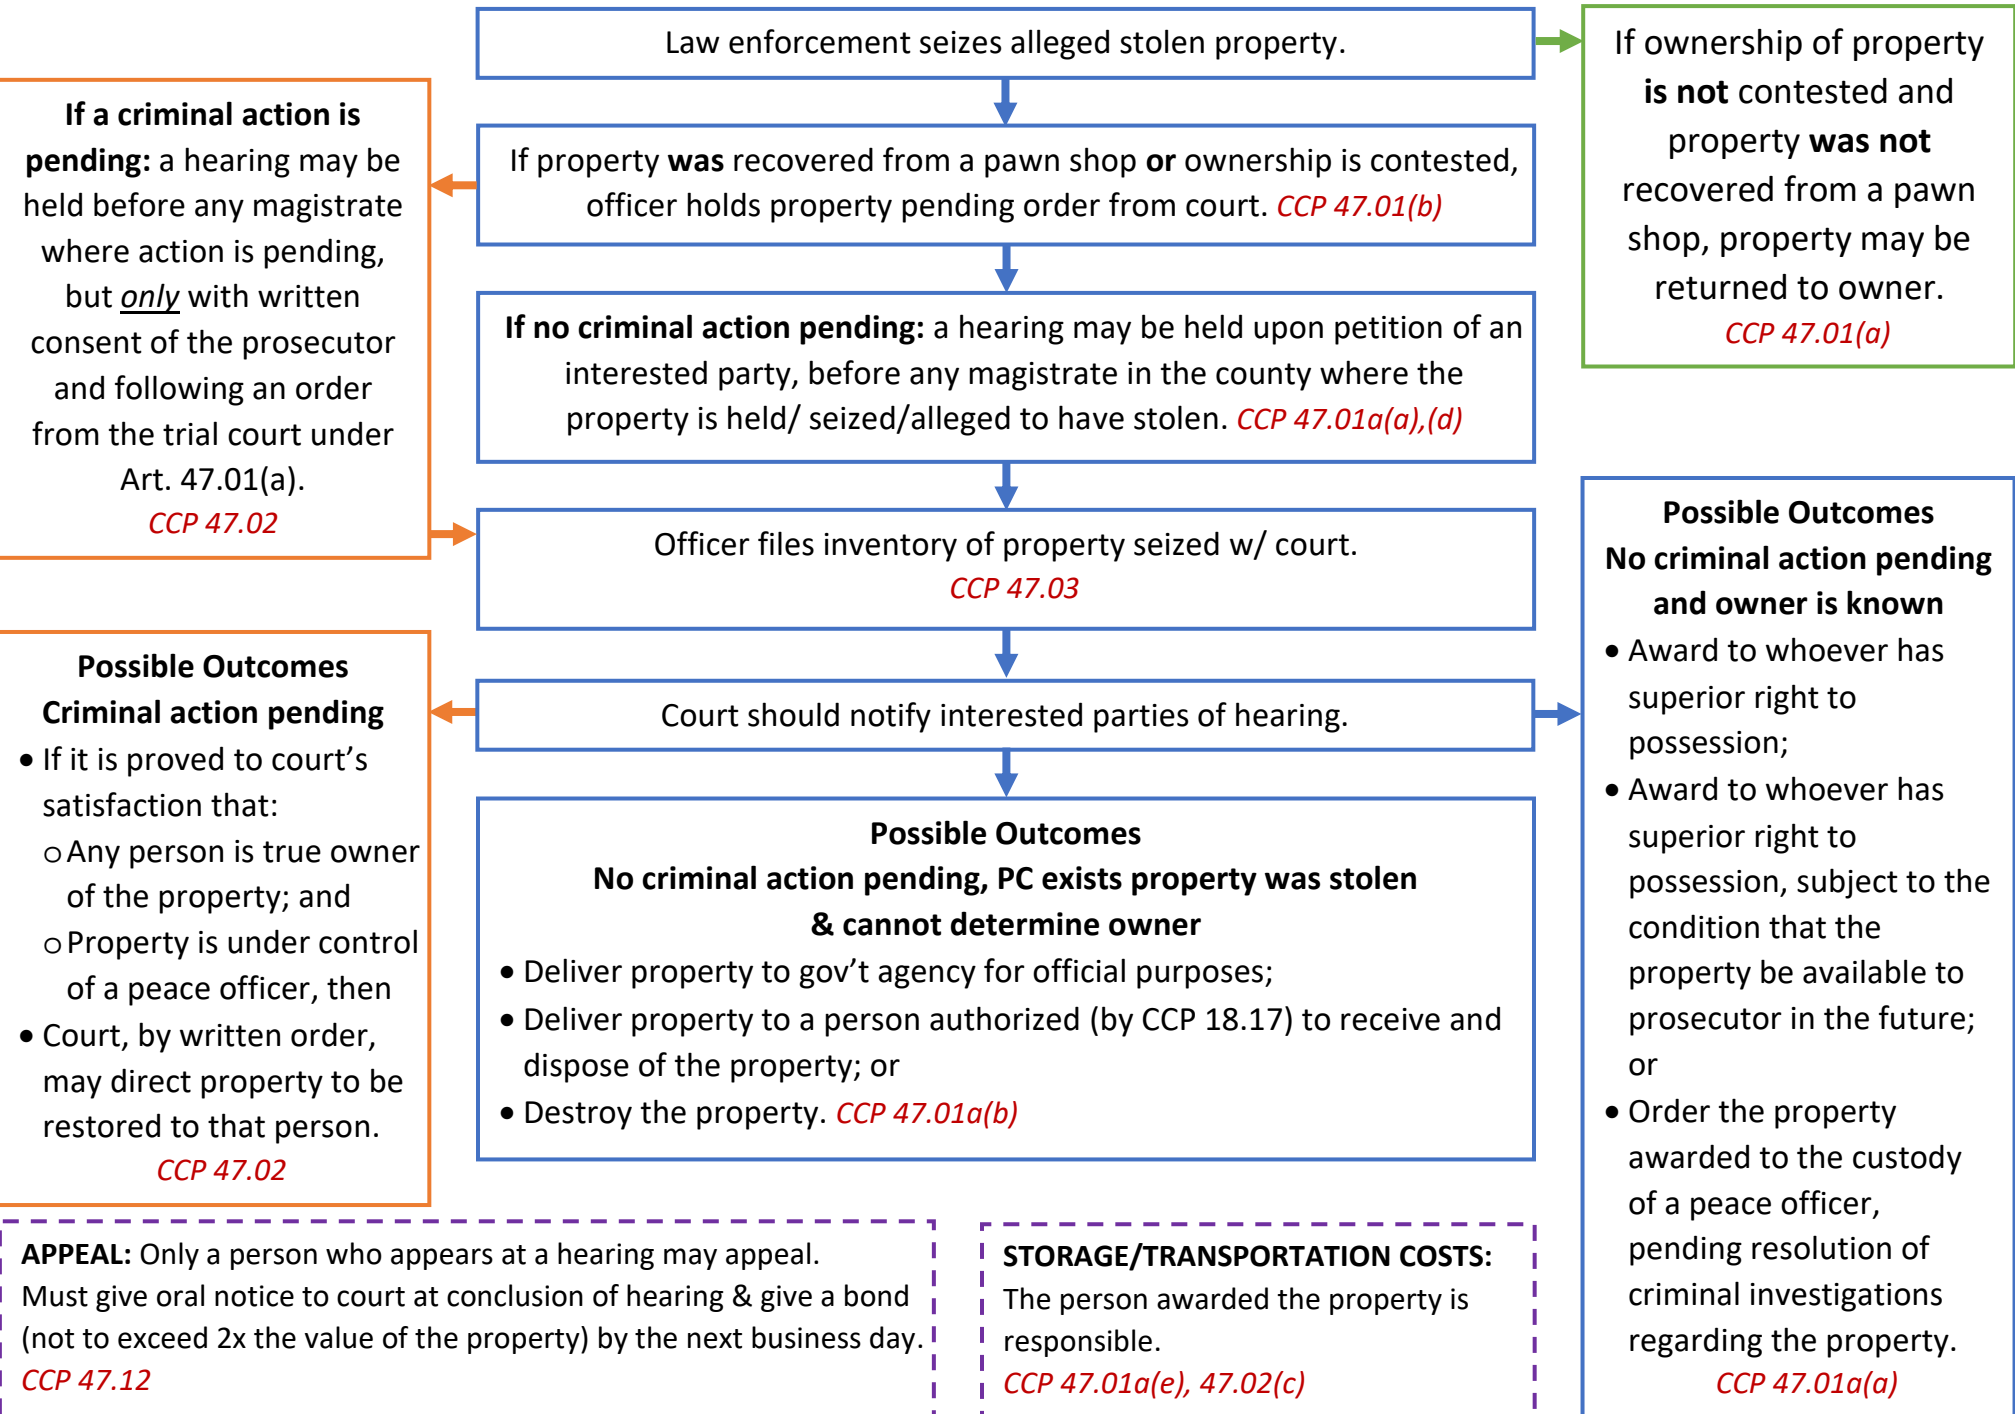 Law enforcement seizes alleged stolen property.
If ownership of property
is not contested and
property was not
recovered from a pawn
shop, property may be
returned to owner.
CCP 47.01(a)
If property was recovered from a pawn shop or ownership is contested,
officer holds property pending order from court. CCP 47.01(b)
If a criminal action is
pending: a hearing may be
held before any magistrate
where action is pending,
but only with written
consent of the prosecutor
and following an order
from the trial court under
Art. 47.01(a).
CCP 47.02
If no criminal action pending: a hearing may be held upon petition of an
interested party, before any magistrate in the county where the
property is held/ seized/alleged to have stolen. CCP 47.01a(a),(d)
Officer files inventory of property seized w/ court.
CCP 47.03
Court should notify interested parties of hearing.
Possible Outcomes
Criminal action pending
• If it is proved to court’s
satisfaction that:
o Any person is true owner
of the property; and
o Property is under control
of a peace officer, then
• Court, by written order,
may direct property to be
restored to that person.
CCP 47.02
Possible Outcomes
No criminal action pending, PC exists property was stolen
& cannot determine owner
• Deliver property to gov’t agency for official purposes;
• Deliver property to a person authorized (by CCP 18.17) to receive and
dispose of the property; or
• Destroy the property. CCP 47.01a(b)
Possible Outcomes
No criminal action pending
and owner is known
• Award to whoever has
superior right to
possession;
• Award to whoever has
superior right to
possession, subject to the
condition that the
property be available to
prosecutor in the future;
or
• Order the property
awarded to the custody
of a peace officer,
pending resolution of
criminal investigations
regarding the property.
CCP 47.01a(a)
APPEAL: Only a person who appears at a hearing may appeal.
Must give oral notice to court at conclusion of hearing & give a bond
(not to exceed 2x the value of the property) by the next business day.
CCP 47.12
STORAGE/TRANSPORTATION COSTS:
The person awarded the property is
responsible.
CCP 47.01a(e), 47.02(c)